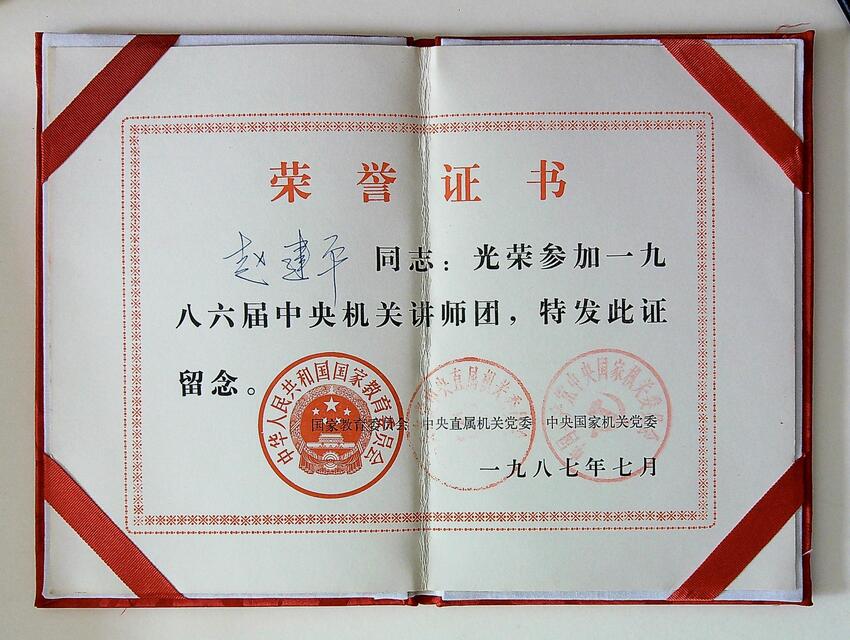 荣誉证书
赵建平 同志：光荣参加一九
八六届中央机关讲师团，特发此证
留念。
中华人民共和国国家教育委员会
国家教育委员会 中央直属机关党委 中央国家机关党委
一九八七年七月